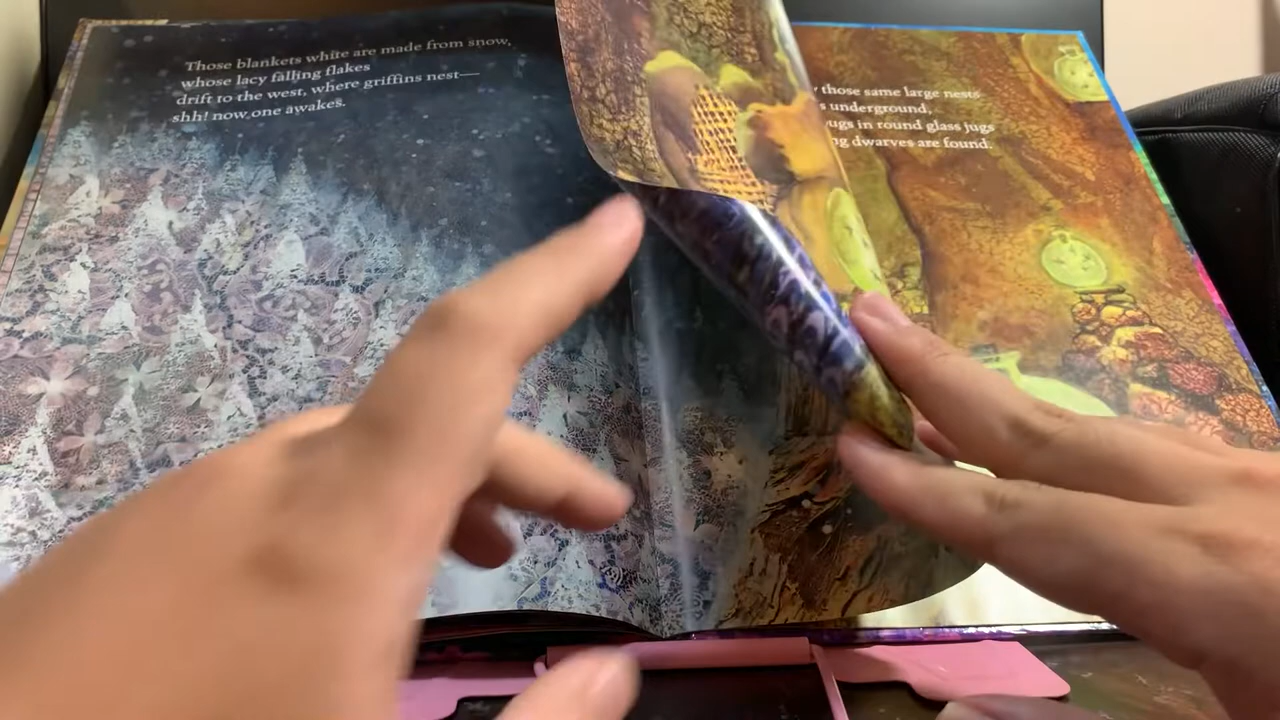 Those blankets white are made from snow,
whose lacy falling flakes
drift to the west, where griffins nest—
shh! now one awakes.
those same large nests
underground,
in round glass jugs
dwarves are found.